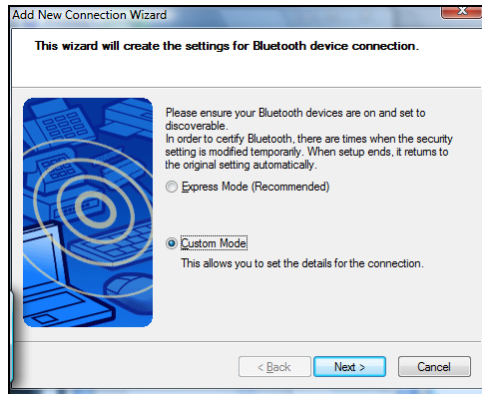 Add New Connection Wizard
This wizard will create the settings for Bluetooth device connection.
Please ensure your Bluetooth devices are on and set to
discoverable.
In order to certify Bluetooth, there are times when the security
setting is modified temporarily. When setup ends, it returns to
the original setting automatically.
Express Mode (Recommended)
Custom Mode
This allows you to set the details for the connection.
< Back Next > Cancel